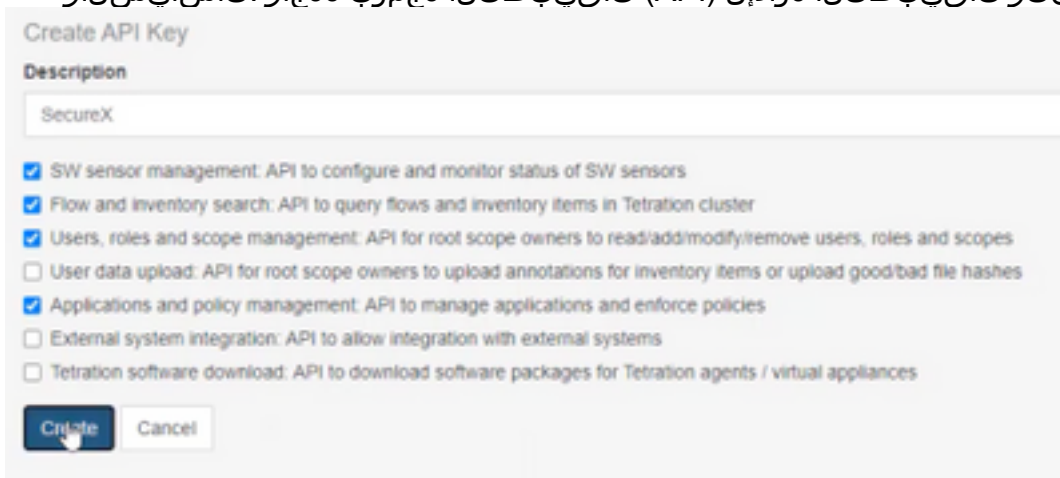 Create API Key
Description
SecureX
SW sensor management: API to configure and monitor status of SW sensors
Flow and inventory search: API to query flows and inventory items in Tetration cluster
Users, roles and scope management: API for root scope owners to read/add/modify/remove users, roles and scopes
User data upload: API for root scope owners to upload annotations for inventory items or upload good/bad file hashes
Applications and policy management: API to manage applications and enforce policies
External system integration: API to allow integration with external systems
Tetration software download: API to download software packages for Tetration agents / virtual appliances
Create Cancel